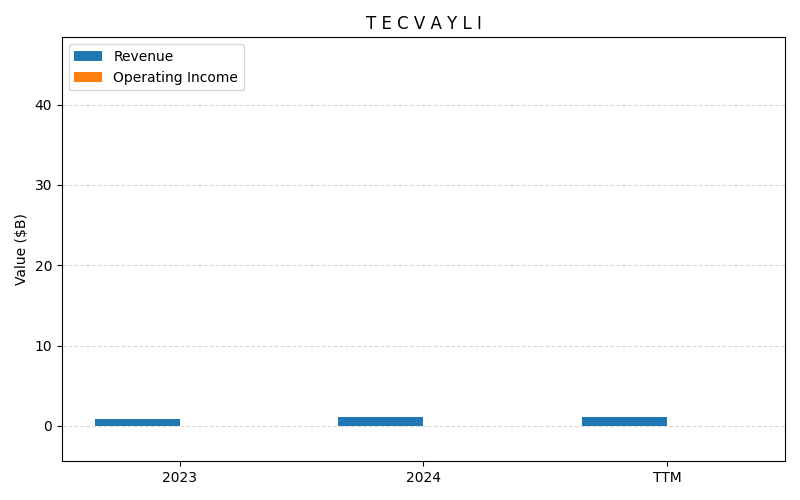 T E C V A Y L I
Revenue
Operating Income
Value ($B)
40
30
20
10
0
2023 2024 TTM